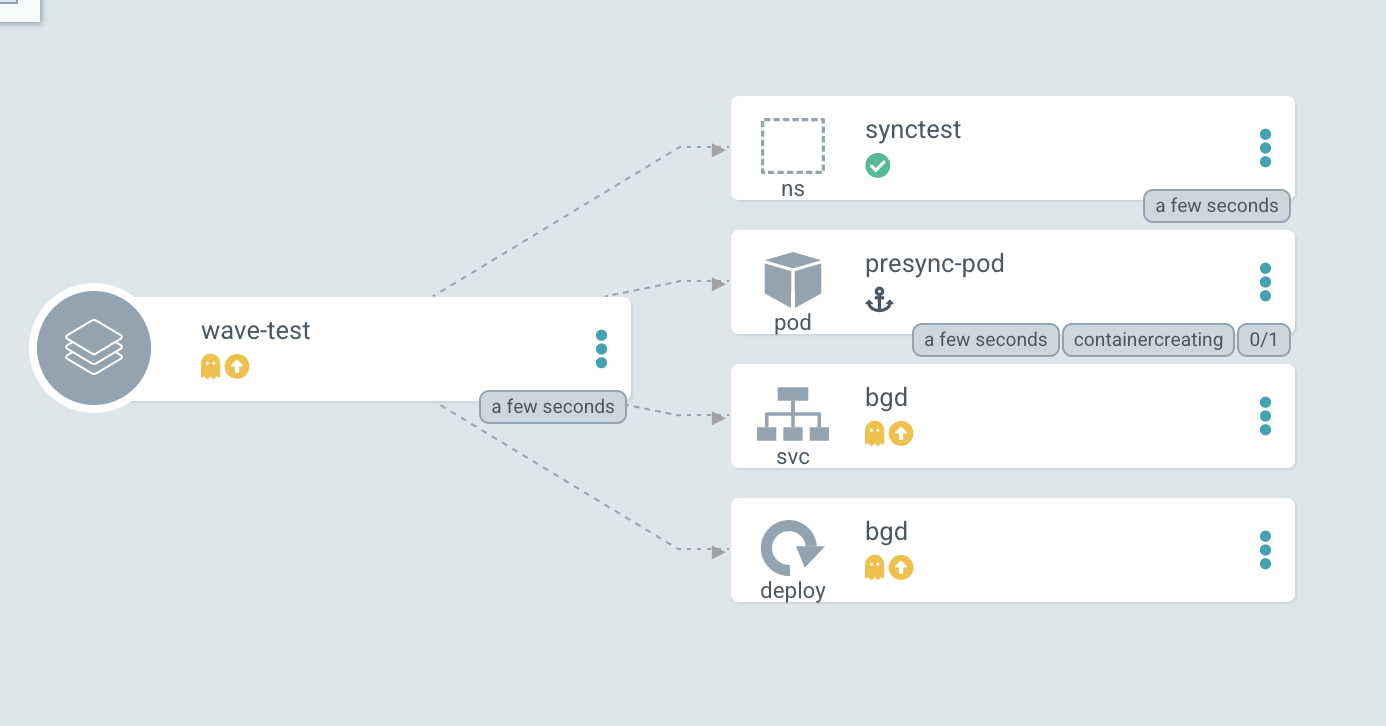 synctest
ns
a few seconds
presync-pod
pod
a few seconds containercreating 0/1
wave-test
a few seconds
bgd
svc
bgd
deploy